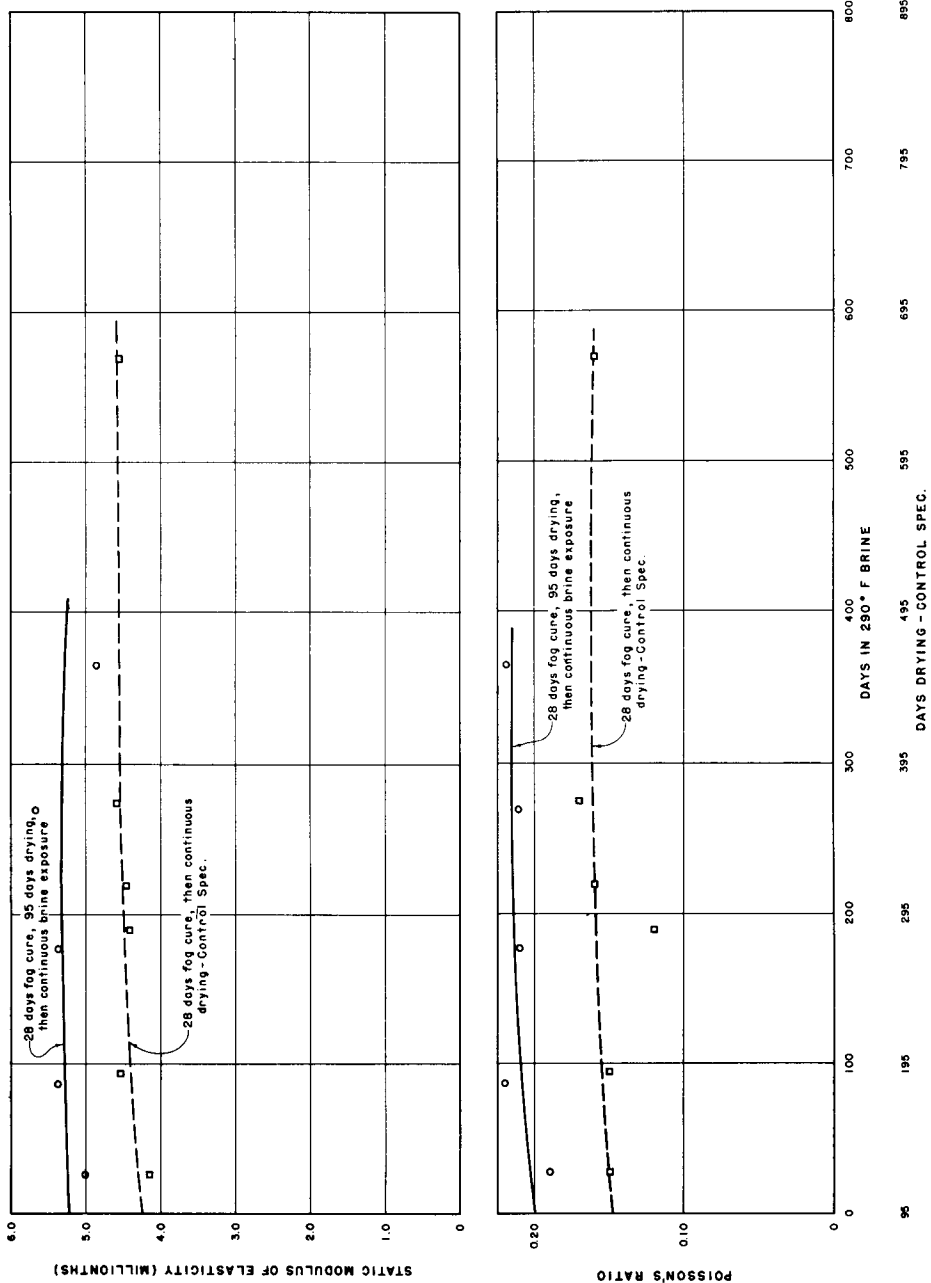 STATIC MODULUS OF ELASTICITY (MILLIONTHS)
6.0
5.0
4.0
3.0
2.0
1.0
0
28 days fog cure, 95 days drying,
then continuous brine exposure
28 days fog cure, then continuous
drying-Control Spec.
POISSON'S RATIO
0.20
0.10
0
28 days fog cure, 95 days drying,
then continuous brine exposure
28 days fog cure, then continuous
drying-Control Spec.
0 100 200 300 400 500 600 700 800
DAYS IN 290° F BRINE
95 195 295 395 495 595 695 795 895
DAYS DRYING - CONTROL SPEC.